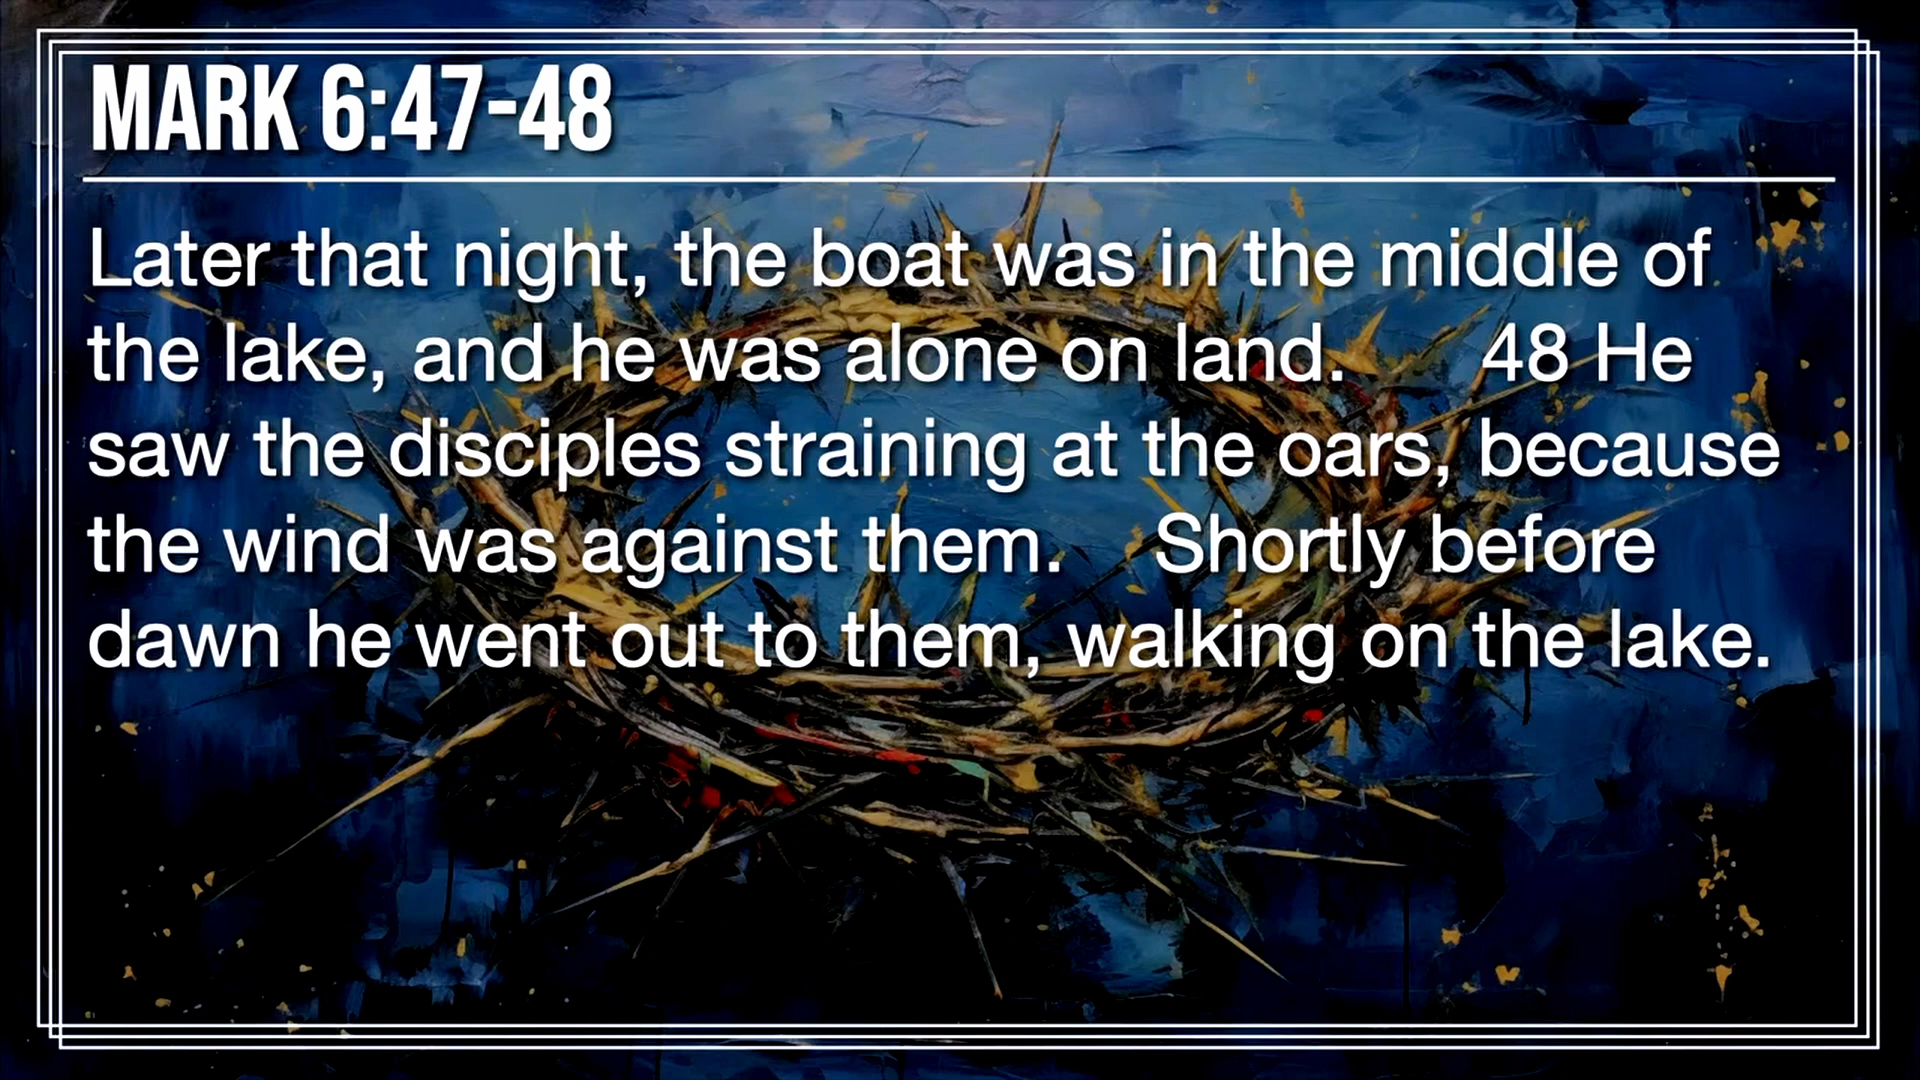 MARK 6:47-48
Later that night, the boat was in the middle of
the lake, and he was alone on land. 48 He
saw the disciples straining at the oars, because
the wind was against them. Shortly before
dawn he went out to them, walking on the lake.